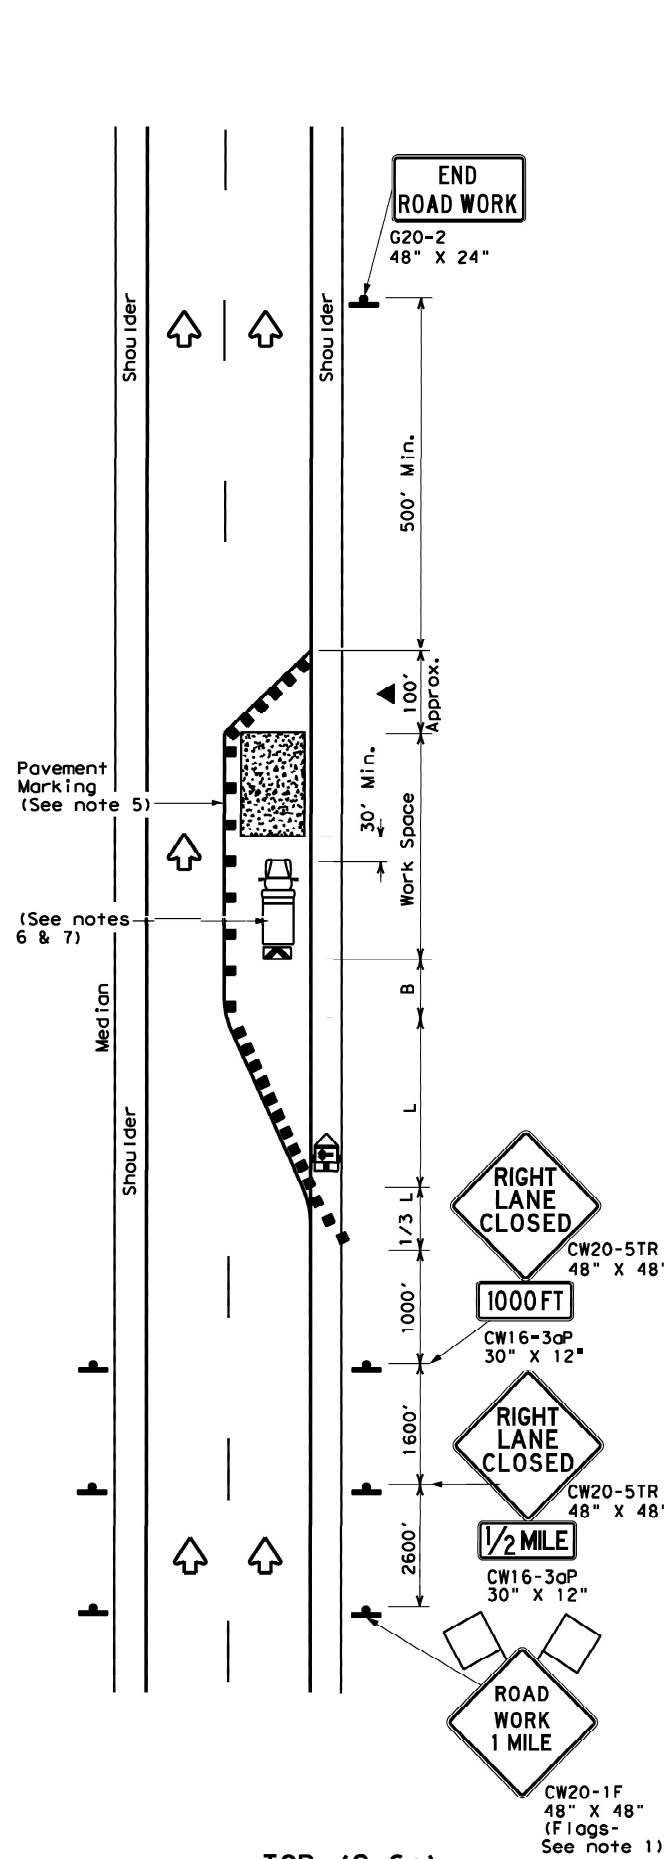 END
ROAD WORK
G20-2
48" X 24"
Shoulder
Shoulder
500' Min.
100'
Approx.
30' Min.
Pavement
Marking
(See note 5)
Work Space
(See notes
6 & 7)
B
Median
L
Shoulder
RIGHT
LANE
CLOSED
1/3 L
CW20-5TR
48" X 48"
1000 FT
1000'
CW16-3aP
30" X 12"
RIGHT
LANE
CLOSED
1600'
CW20-5TR
48" X 48"
1/2 MILE
2600'
CW16-3aP
30" X 12"
ROAD
WORK
1 MILE
CW20-1F
48" X 48"
(Flags-
See note 1)